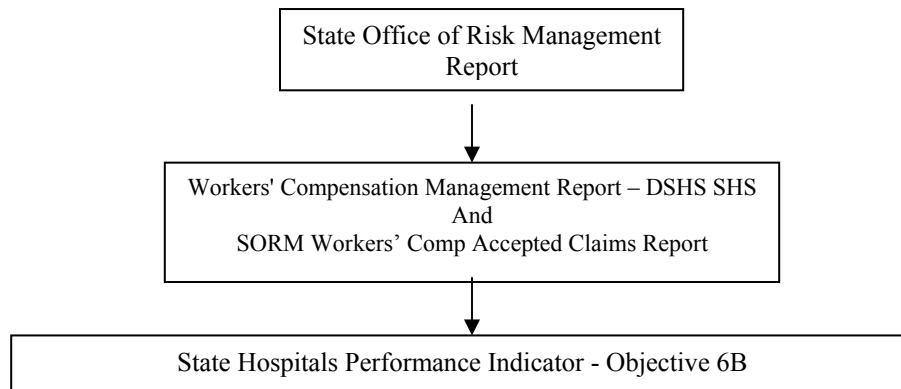 State Office of Risk Management
Report
Workers' Compensation Management Report – DSHS SHS
And
SORM Workers’ Comp Accepted Claims Report
State Hospitals Performance Indicator - Objective 6B